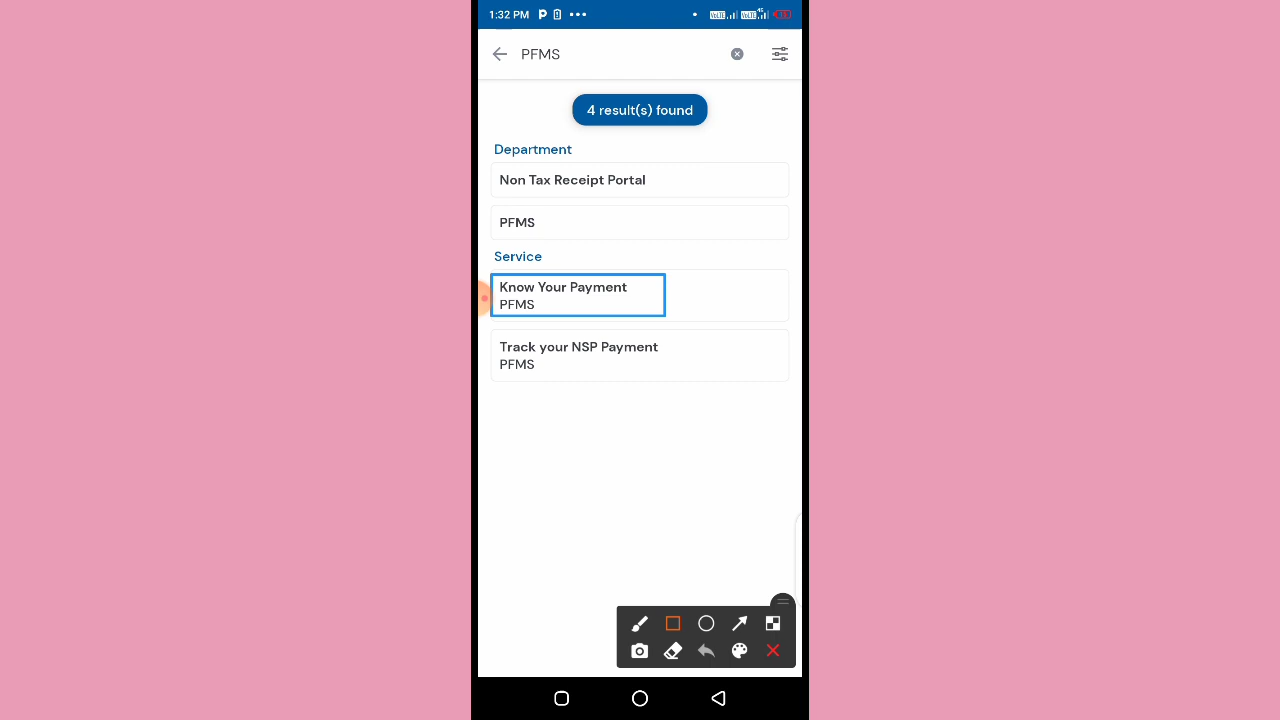 1:32 PM
PFMS
4 result(s) found
Department
Non Tax Receipt Portal
PFMS
Service
Know Your Payment
PFMS
Track your NSP Payment
PFMS